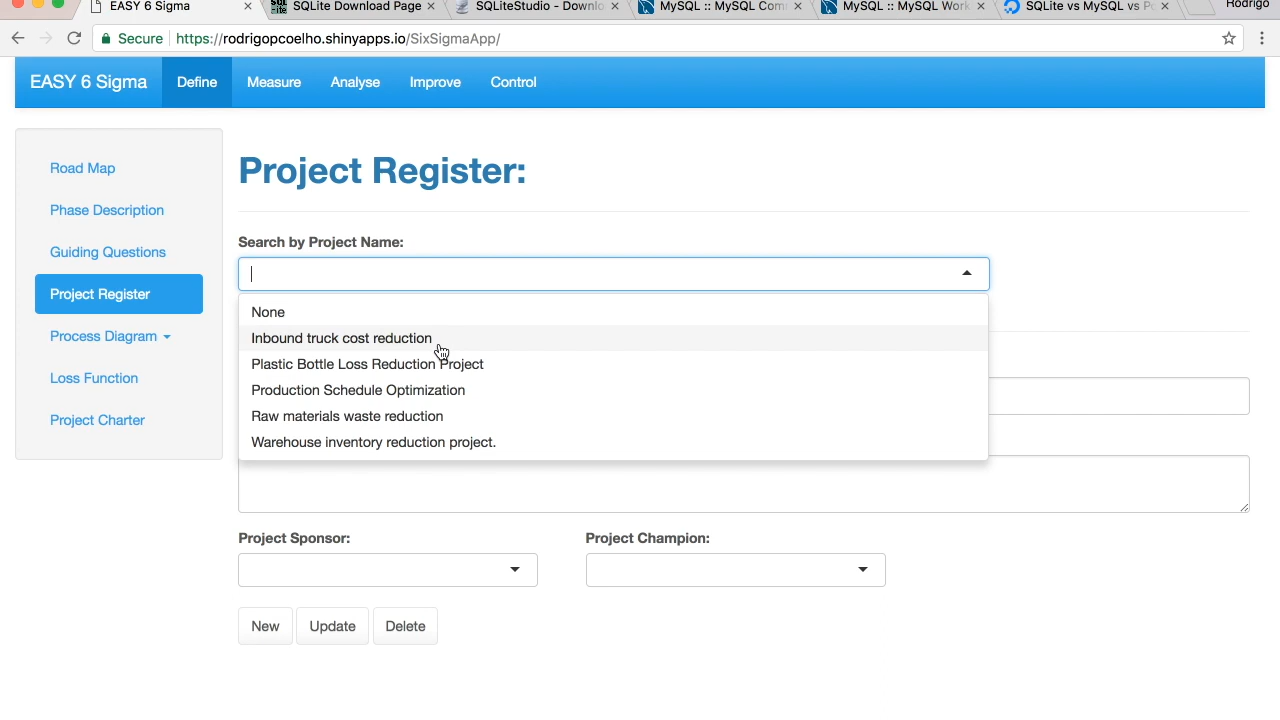 EASY 6 Sigma
SQLite Download Page
SQLiteStudio - Downlo
MySQL :: MySQL Com
MySQL :: MySQL Work
SQLite vs MySQL vs Po
Rodrigo
Secure https://rodrigopcoelho.shinyapps.io/SixSigmaApp/
EASY 6 Sigma Define Measure Analyse Improve Control
Road Map
Phase Description
Guiding Questions
Project Register
Process Diagram
Loss Function
Project Charter
Project Register:
Search by Project Name:
None
Inbound truck cost reduction
Plastic Bottle Loss Reduction Project
Production Schedule Optimization
Raw materials waste reduction
Warehouse inventory reduction project.
Project Sponsor: Project Champion:
New Update Delete